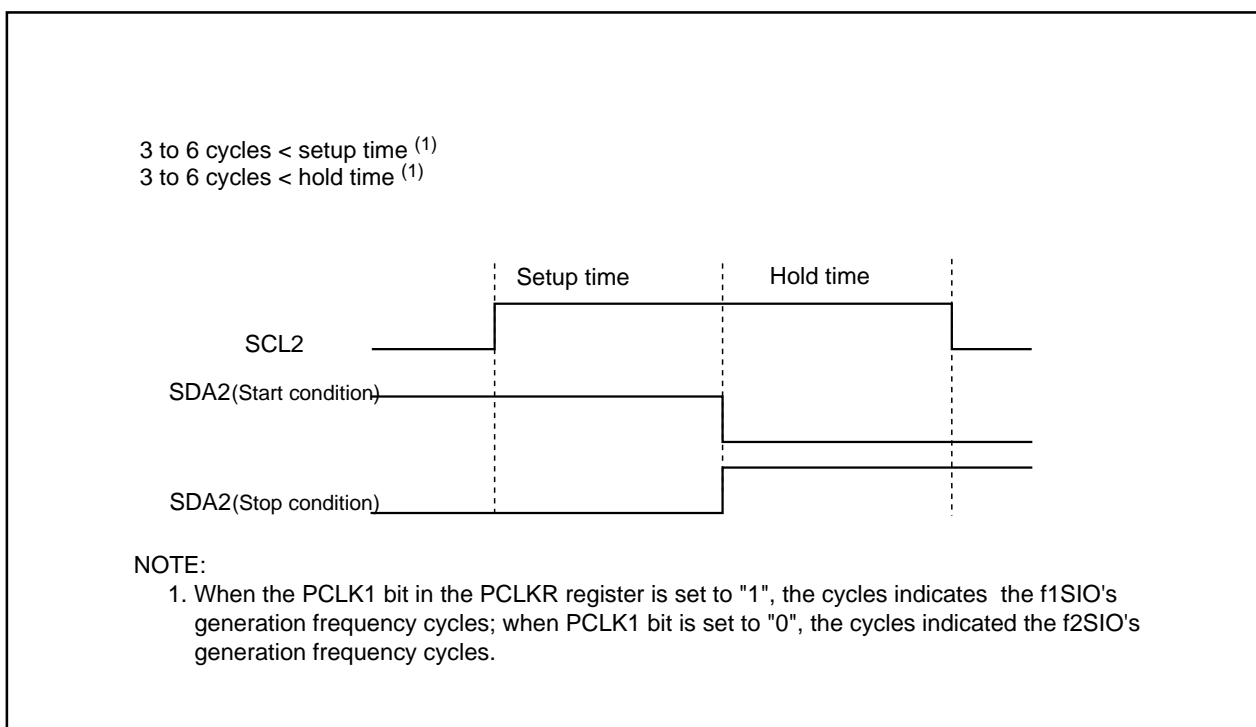 3 to 6 cycles < setup time (1)
3 to 6 cycles < hold time (1)
Setup time
Hold time
SCL2
SDA2(Start condition)
SDA2(Stop condition)
NOTE:
1. When the PCLK1 bit in the PCLKR register is set to "1", the cycles indicates  the f1SIO's
generation frequency cycles; when PCLK1 bit is set to "0", the cycles indicated the f2SIO's
generation frequency cycles.